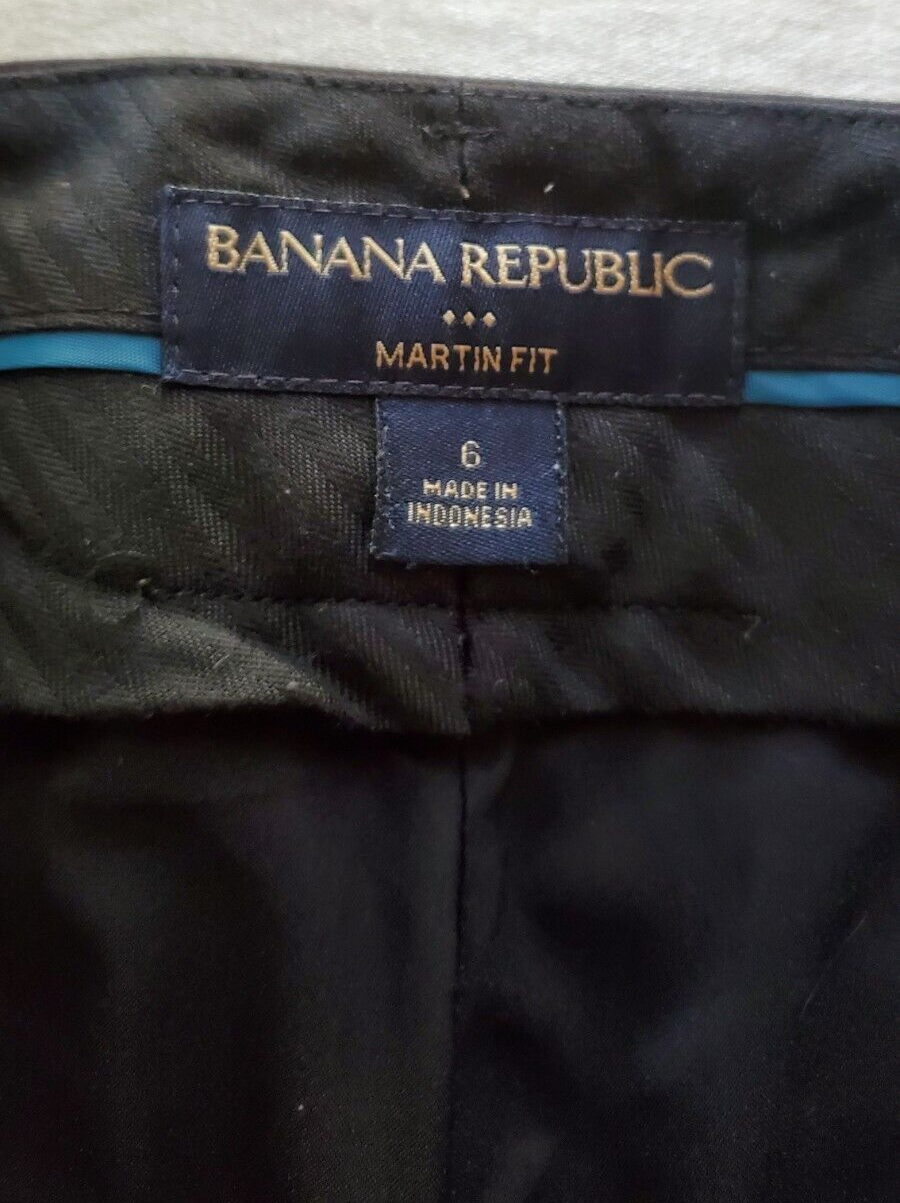 BANANA REPUBLIC
MARTIN FIT
6
MADE IN
INDONESIA